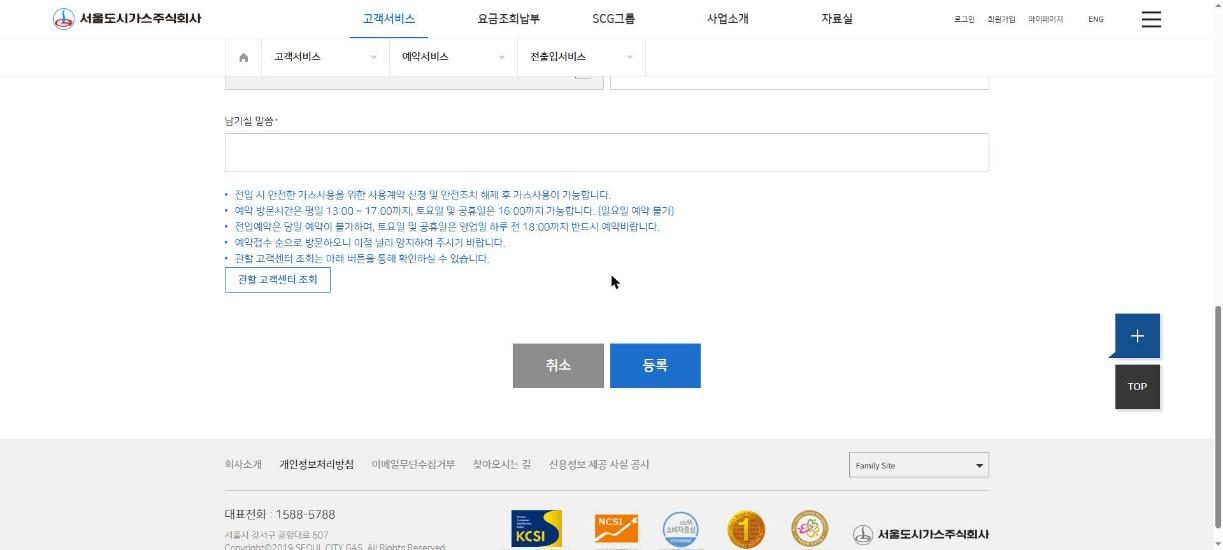 서울도시가스주식회사
고객서비스 요금조회납부 SCG그룹 사업소개 자료실
로그인 회원가입 마이페이지 ENG
고객서비스 예약서비스 전출입서비스
남기실 말씀*
• 전입 시 안전한 가스사용을 위한 사용계약 신청 및 안전조치 해제 후 가스사용이 가능합니다.
• 예약 방문시간은 평일 13:00 ~ 17:00까지, 토요일 및 공휴일은 16:00까지 가능합니다. (일요일 예약 불가)
• 전입예약은 당일 예약이 불가하며, 토요일 및 공휴일은 영업일 하루 전 18:00까지 반드시 예약바랍니다.
• 예약접수 순으로 방문하오니 이점 널리 양지하여 주시기 바랍니다.
• 관할 고객센터 조회는 아래 버튼을 통해 확인하실 수 있습니다.
관할 고객센터 조회
취소 등록
TOP
회사소개 개인정보처리방침 이메일무단수집거부 찾아오시는 길 신용정보 제공 사실 공시
Family Site
대표전화 : 1588-5788
서울시 강서구 공항대로 607
Copyright©2019 SEOUL CITY GAS. All Rights Reserved.
KCSI
NCSI
CCM
소비자중심
1
서울도시가스주식회사